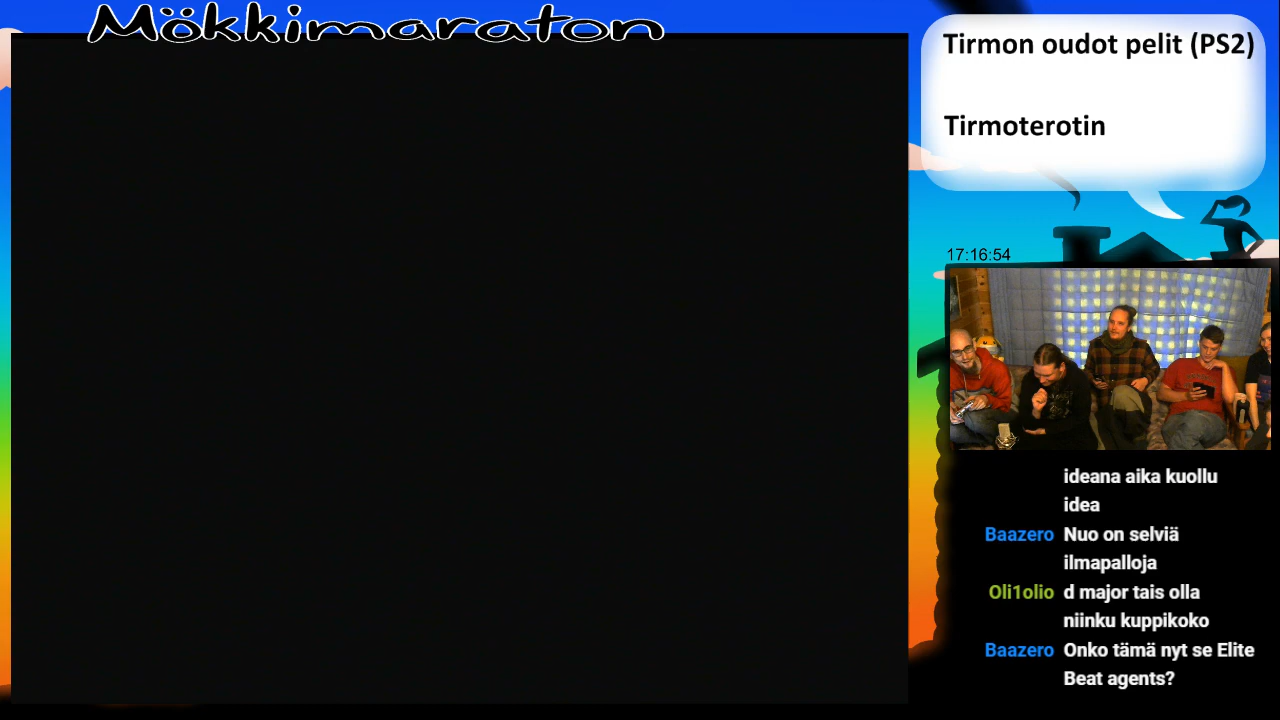 Mökkimaraton
Tirmon oudot pelit (PS2)
Tirmoterotin
17:16:54
ideana aika kuollu
idea
Baazero Nuo on selviä
ilmapalloja
Oli1olio d major tais olla
niinku kuppikoko
Baazero Onko tämä nyt se Elite
Beat agents?